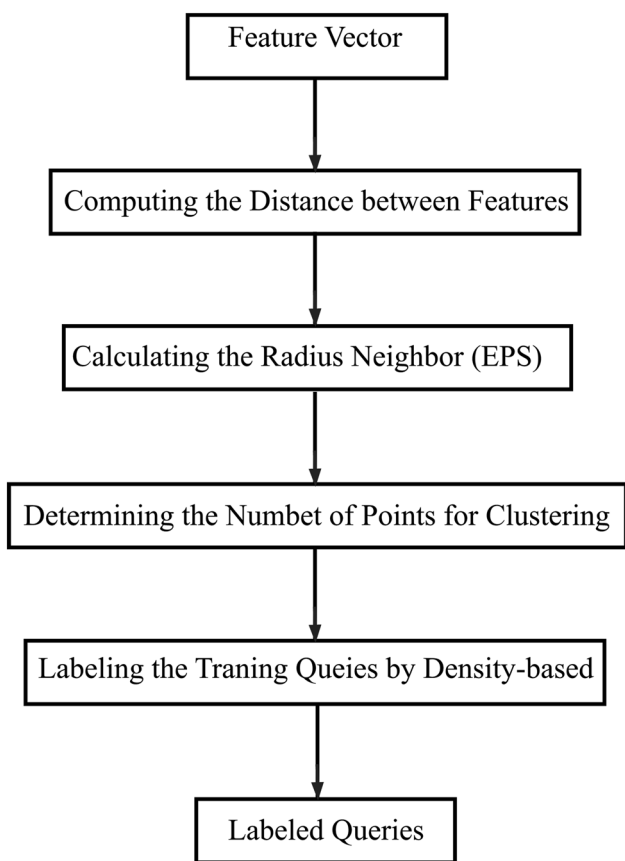 Feature Vector
Computing the Distance between Features
Calculating the Radius Neighbor (EPS)
Determining the Numbet of Points for Clustering
Labeling the Traning Queies by Density-based
Labeled Queries